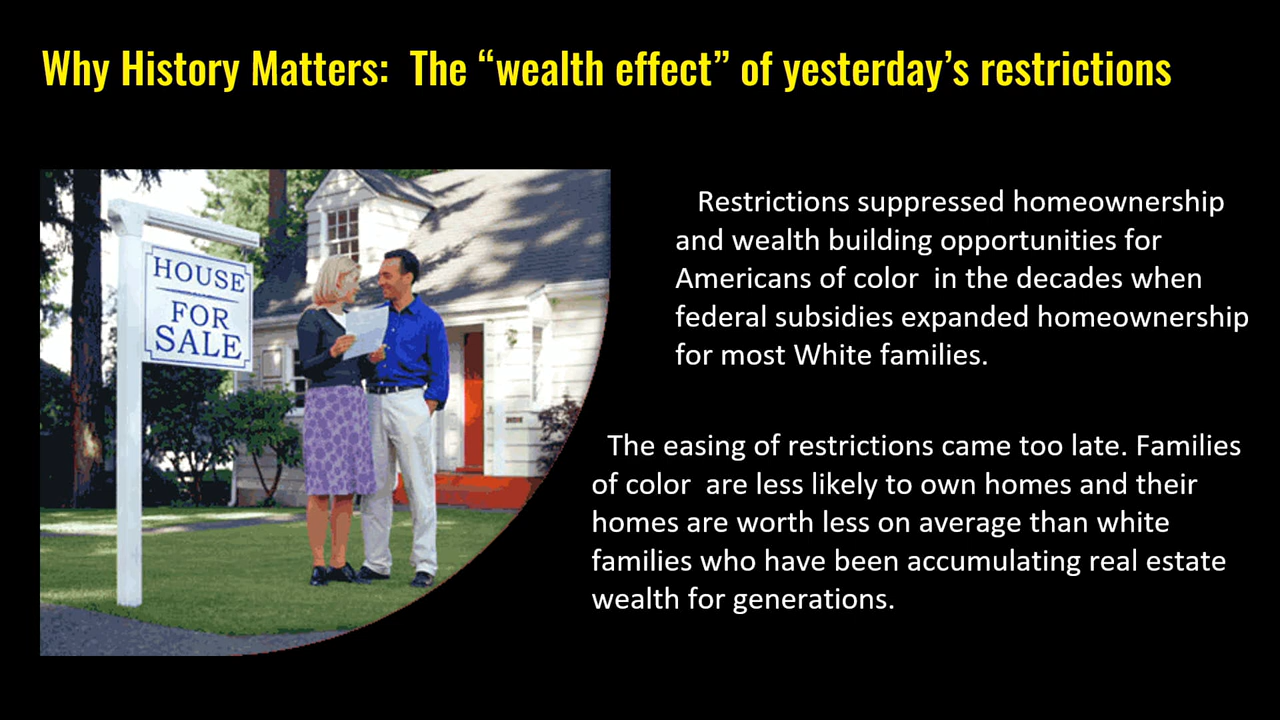 Why History Matters:  The “wealth effect” of yesterday’s restrictions
HOUSE
FOR
SALE
Restrictions suppressed homeownership
and wealth building opportunities for
Americans of color  in the decades when
federal subsidies expanded homeownership
for most White families.
The easing of restrictions came too late. Families
of color  are less likely to own homes and their
homes are worth less on average than white
families who have been accumulating real estate
wealth for generations.